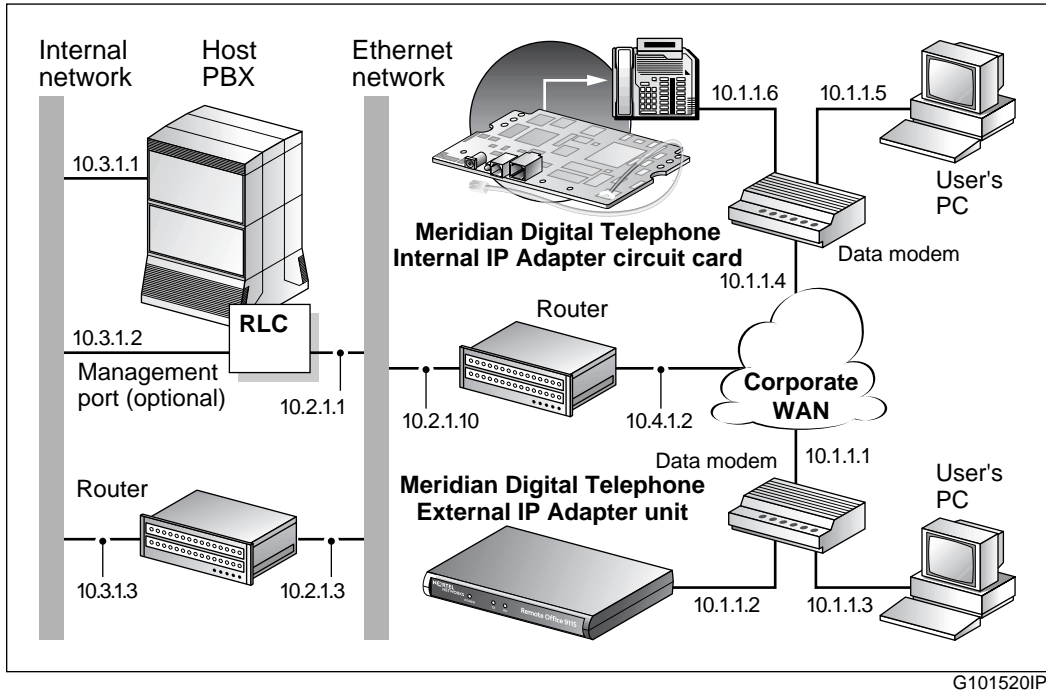 Internal
network
Host
PBX
Ethernet
network
10.3.1.1
10.1.1.6
10.1.1.5
User's
PC
Meridian Digital Telephone
Internal IP Adapter circuit card
Data modem
10.1.1.4
RLC
10.3.1.2
Management
port (optional)
10.2.1.1
Router
10.2.1.10
10.4.1.2
Corporate
WAN
Data modem
10.1.1.1
User's
PC
Router
10.3.1.3
10.2.1.3
Meridian Digital Telephone
External IP Adapter unit
NORTEL
NETWORKS
Remote Office 9115
10.1.1.2
10.1.1.3
G101520IP